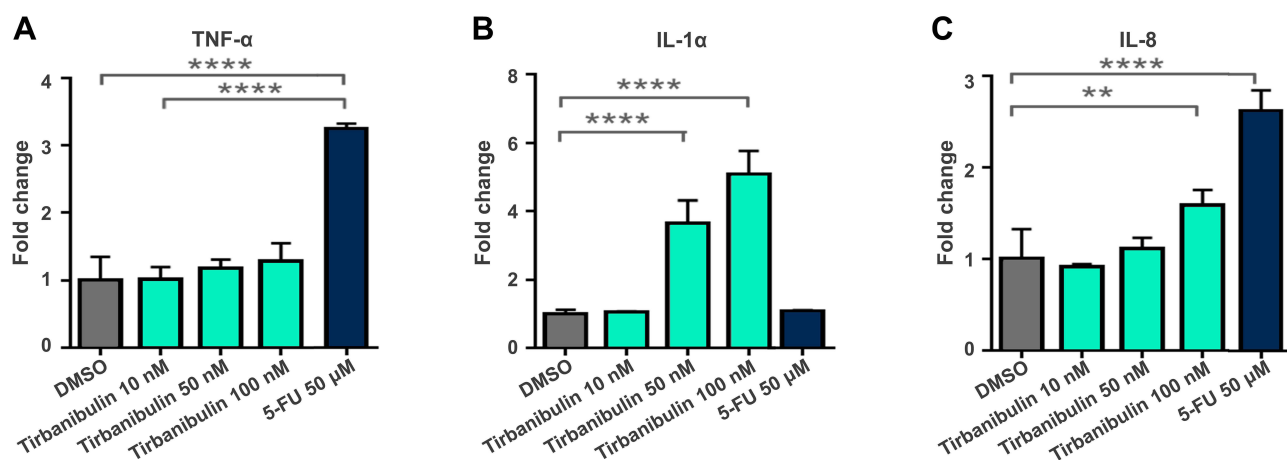 A
TNF-α
****
****
Fold change
4
3
2
1
0
DMSO
Tirbanibulin 10 nM
Tirbanibulin 50 nM
Tirbanibulin 100 nM
5-FU 50 µM
B
IL-1α
****
****
Fold change
8
6
4
2
0
DMSO
Tirbanibulin 10 nM
Tirbanibulin 50 nM
Tirbanibulin 100 nM
5-FU 50 µM
C
IL-8
****
**
Fold change
3
2
1
0
DMSO
Tirbanibulin 10 nM
Tirbanibulin 50 nM
Tirbanibulin 100 nM
5-FU 50 µM